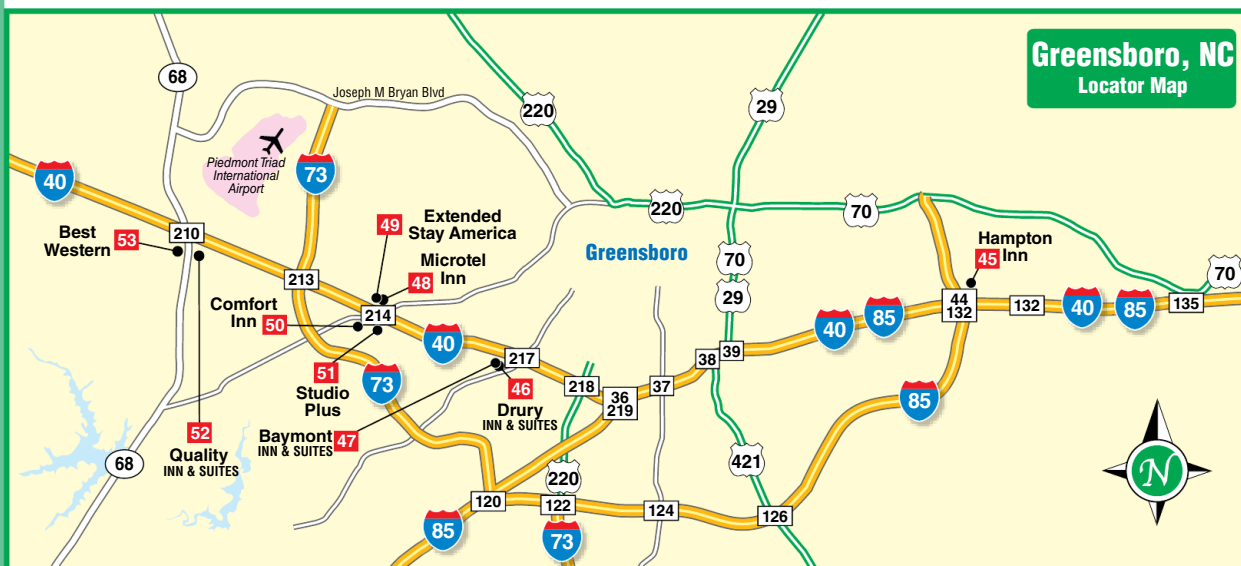 Greensboro, NC
Locator Map
68
220
29
Joseph M Bryan Blvd
Piedmont Triad
International
Airport
40
73
220
70
49
Extended
Stay America
210
Best
Western
53
Greensboro
Hampton
Inn
45
70
70
48
Microtel
Inn
213
29
44
132
132
40
85
135
Comfort
Inn
50
214
40
40
85
217
38
39
51
Studio
Plus
73
218
36
219
37
46
Drury
INN & SUITES
85
52
Quality
INN & SUITES
Baymont
INN & SUITES
47
68
421
220
N
120
122
124
126
85
73